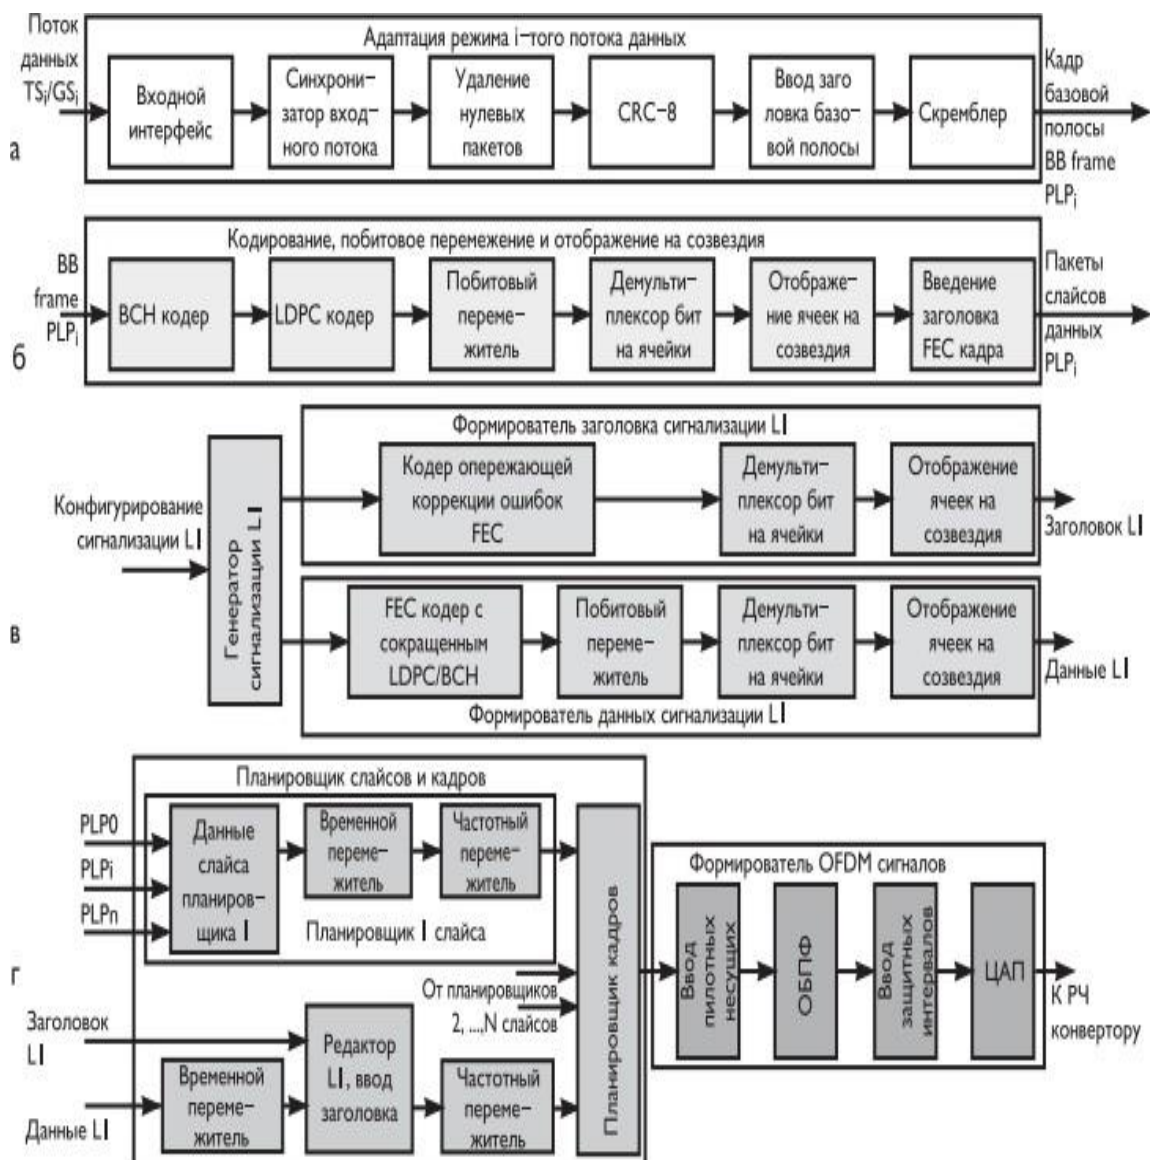 Поток
данных
TSi/GSi
а
Адаптация режима i-того потока данных
Входной
интерфейс
Синхрони-
затор вход-
ного потока
Удаление
нулевых
пакетов
CRC-8
Ввод заго
ловка базо-
вой полосы
Скремблер
Кадр
базовой
полосы
BB frame
PLPi
BB
frame
PLPi
б
Кодирование, побитовое перемежение и отображение на созвездия
BCH кодер
LDPC кодер
Побитовый
переме-
житель
Демульти-
плексор бит
на ячейки
Отображе-
ние ячеек на
созвездия
Введение
заголовка
FEC кадра
Пакеты
слайсов
данных
PLPi
Конфигурирование
сигнализации L1
в
Генератор
сигнализации L1
Формирователь заголовка сигнализации L1
Кодер опережающей
коррекции ошибок
FEC
Демульти-
плексор бит
на ячейки
Отображение
ячеек на
созвездия
Заголовок L1
FEC кодер с
сокращенным
LDPC/BCH
Побитовый
переме-
житель
Демульти-
плексор бит
на ячейки
Отображение
ячеек на
созвездия
Данные L1
Формирователь данных сигнализации L1
Планировщик слайсов и кадров
PLP0
PLPi
PLPn
г
Данные
слайса
планиров-
щика 1
Временной
переме-
житель
Частотный
переме-
житель
Планировщик 1 слайса
От планировщиков
2, ...,N слайсов
Заголовок
L1
Данные L1
Временной
переме-
житель
Редактор
L1, ввод
заголовка
Частотный
переме-
житель
Планировщик кадров
Формирователь OFDM сигналов
Ввод
пилотных
несущих
ОБПФ
Ввод
защитных
интервалов
ЦАП
К РЧ
конвертору